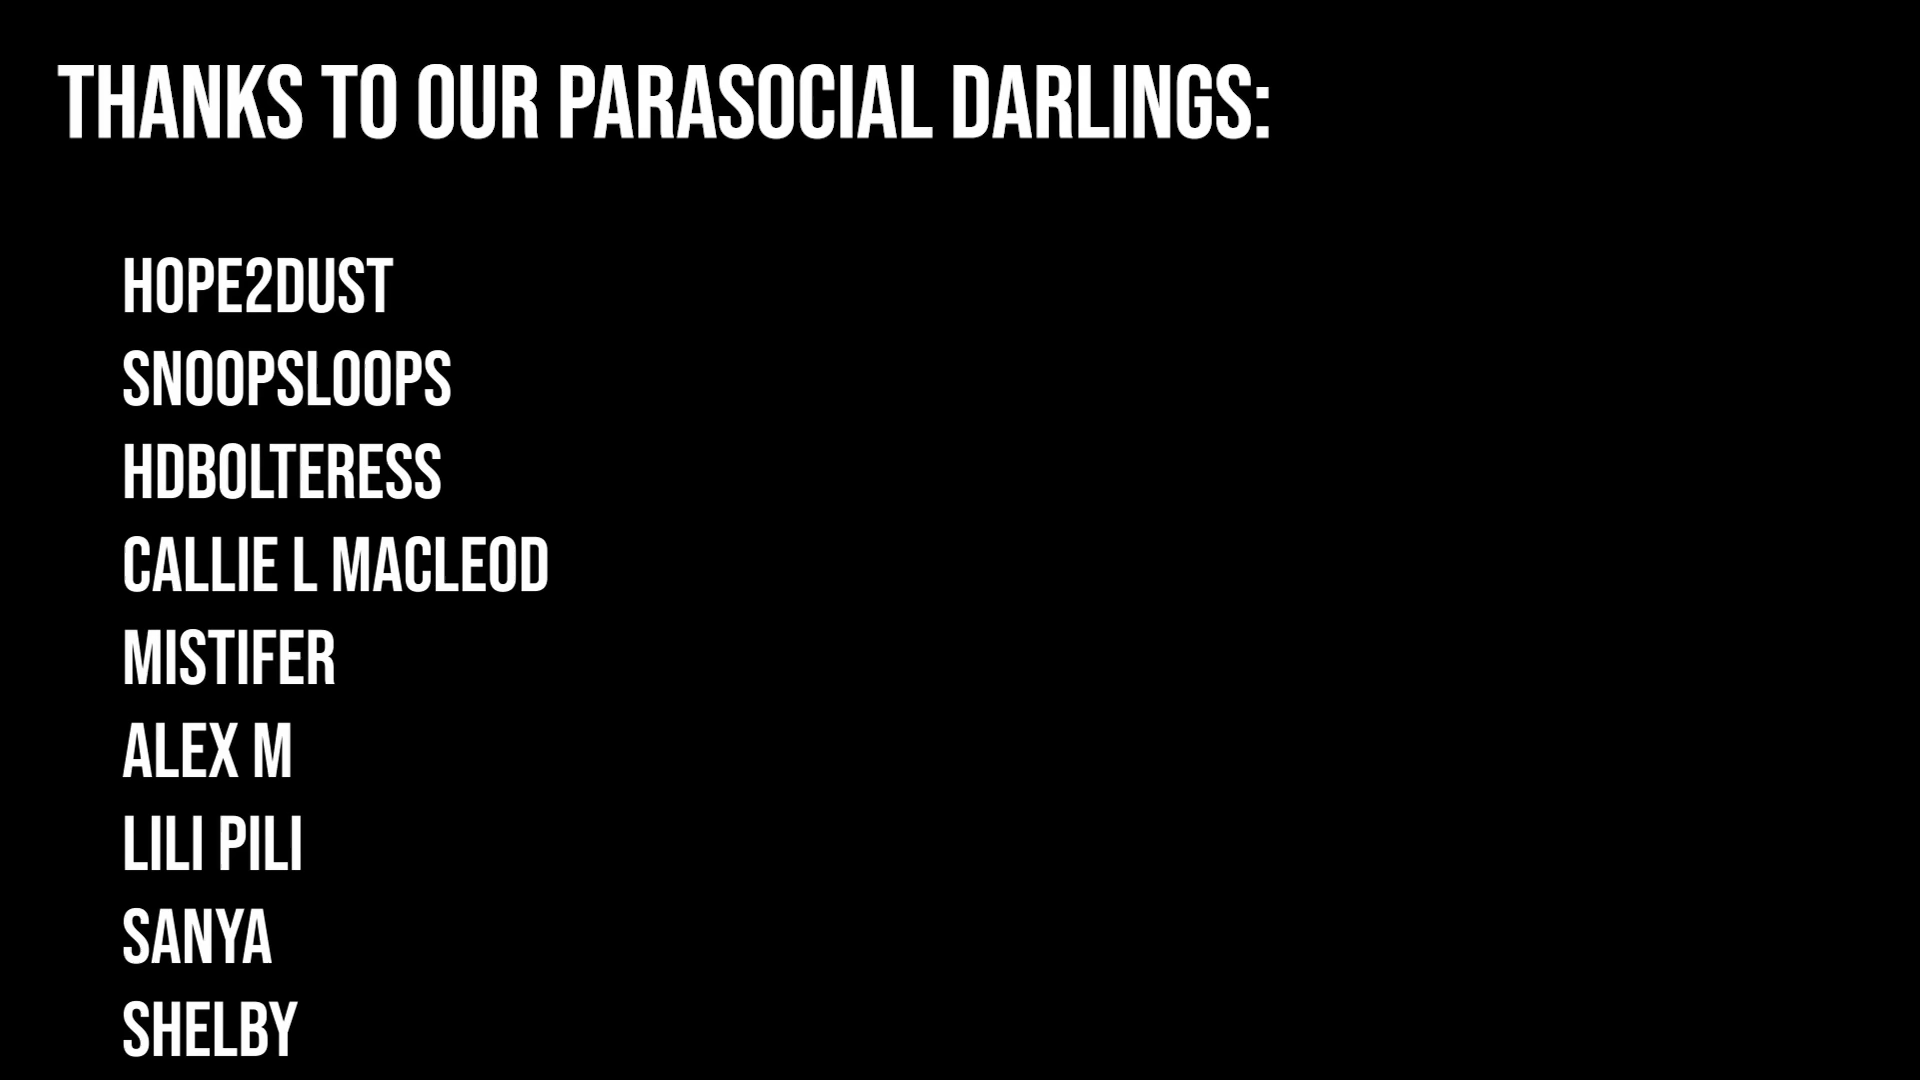 THANKS TO OUR PARASOCIAL DARLINGS:
HOPE2DUST
SNOOPSLOOPS
HDBOLTERESS
CALLIE L MACLEOD
MISTIFER
ALEX M
LILI PILI
SANYA
SHELBY